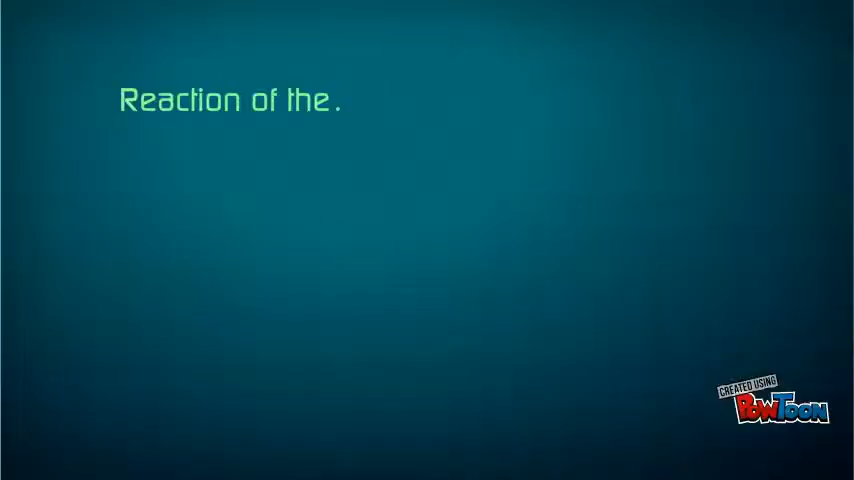 Reaction of the .
CREATED USING
POWTOON